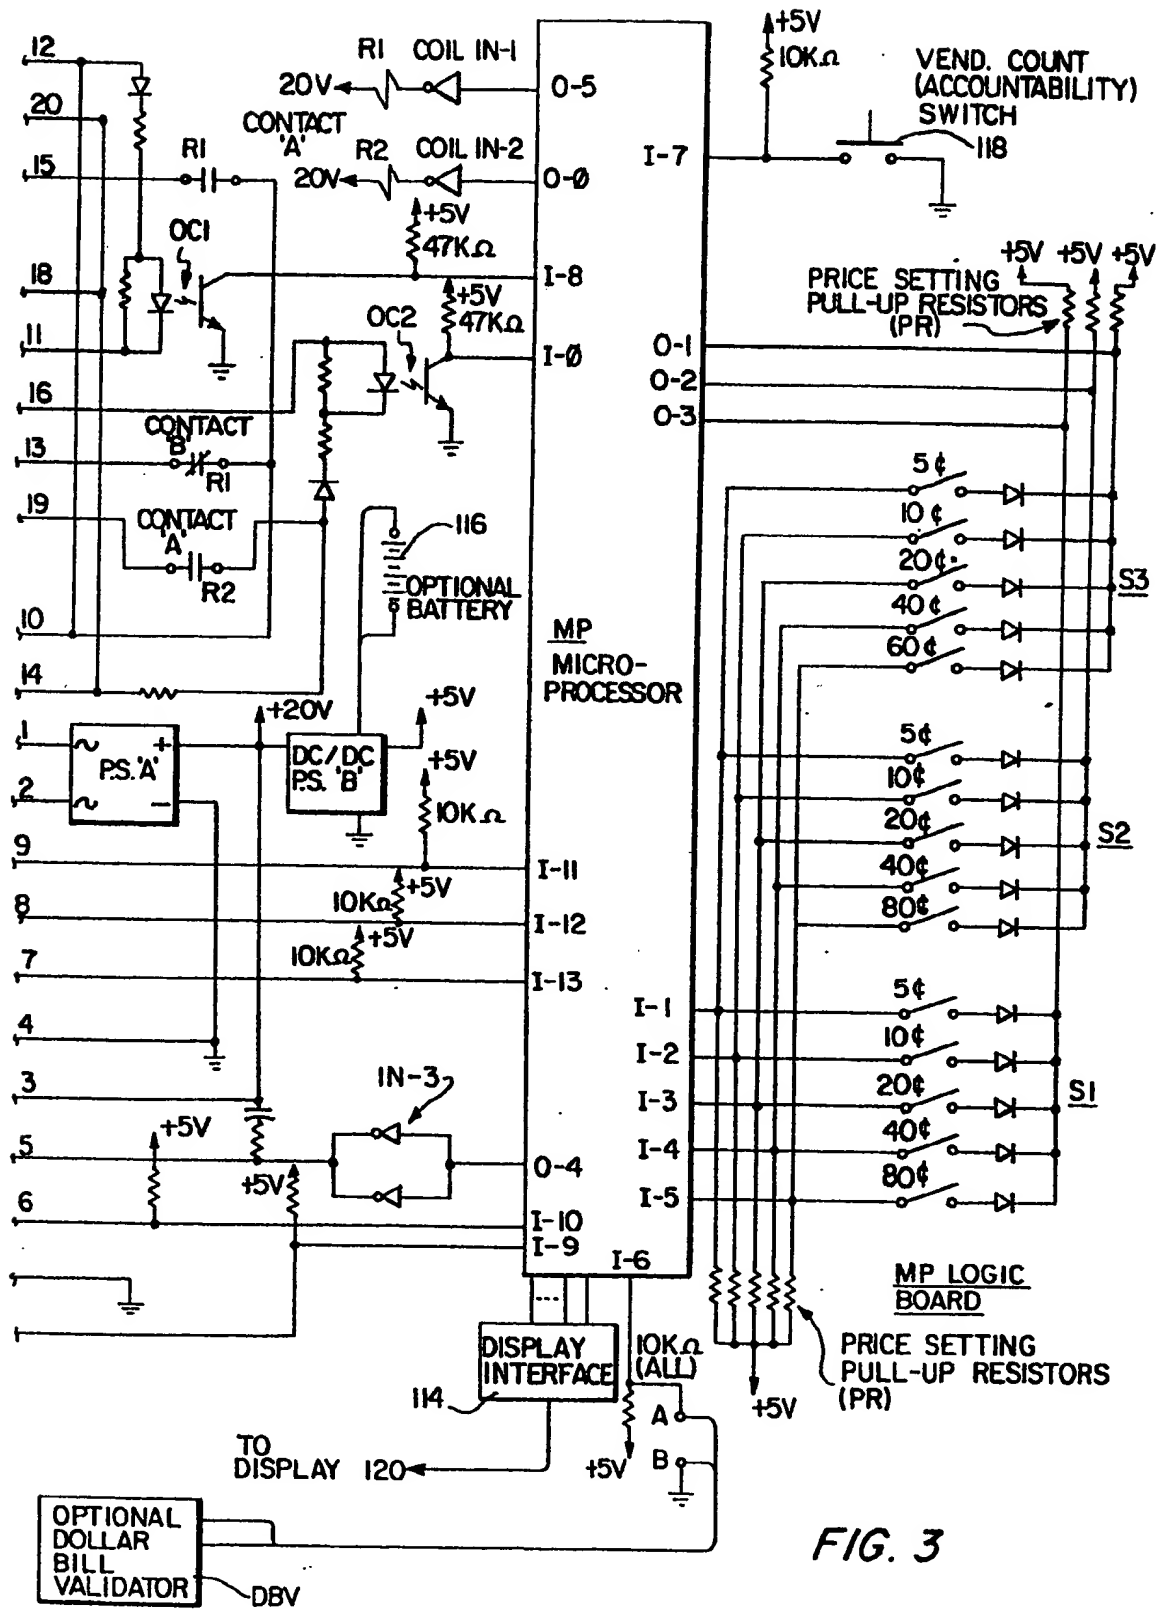 12
20
15
18
11
16
13
19
10
14
1
2
9
8
7
4
3
5
6
R1 COIL IN-1
20V
CONTACT
'A'
R2 COIL IN-2
20V
R1
+5V
47KΩ
OC1
+5V
47KΩ
OC2
CONTACT
'B'
R1
CONTACT
'A'
R2
116
OPTIONAL
BATTERY
+20V
+5V
P.S. 'A'
+
−
DC/DC
P.S. 'B'
+5V
10KΩ
+5V
10KΩ
+5V
10KΩ
IN-3
+5V
+5V
MP
MICRO-
PROCESSOR
O-5
O-Ø
I-8
I-Ø
I-11
I-12
I-13
O-4
I-10
I-9
I-7
O-1
O-2
O-3
I-1
I-2
I-3
I-4
I-5
I-6
+5V
10KΩ
VEND. COUNT
(ACCOUNTABILITY)
SWITCH
118
+5V +5V +5V
PRICE SETTING
PULL-UP RESISTORS
(PR)
5¢
10¢
20¢
40¢
60¢
S3
5¢
10¢
20¢
40¢
80¢
S2
5¢
10¢
20¢
40¢
80¢
S1
MP LOGIC
BOARD
PRICE SETTING
PULL-UP RESISTORS
(PR)
+5V
10KΩ
(ALL)
A
B
+5V
DISPLAY
INTERFACE
114
TO
DISPLAY 120
OPTIONAL
DOLLAR
BILL
VALIDATOR
DBV
FIG. 3